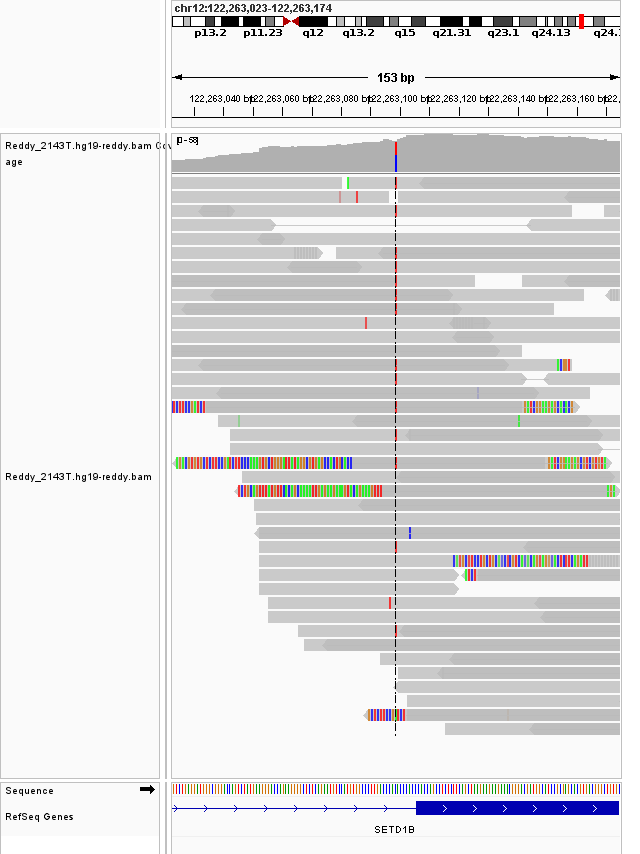 chr12:122,263,023-122,263,174
p13.2 p11.23 q12 q13.2 q15 q21.31 q23.1 q24.13 q24.
153 bp
122,263,040 bp 122,263,060 bp 122,263,080 bp 122,263,100 bp 122,263,120 bp 122,263,140 bp 122,263,160 bp
Reddy_2143T.hg19-reddy.bam Cov
age
Reddy_2143T.hg19-reddy.bam
Sequence
RefSeq Genes
SETD1B